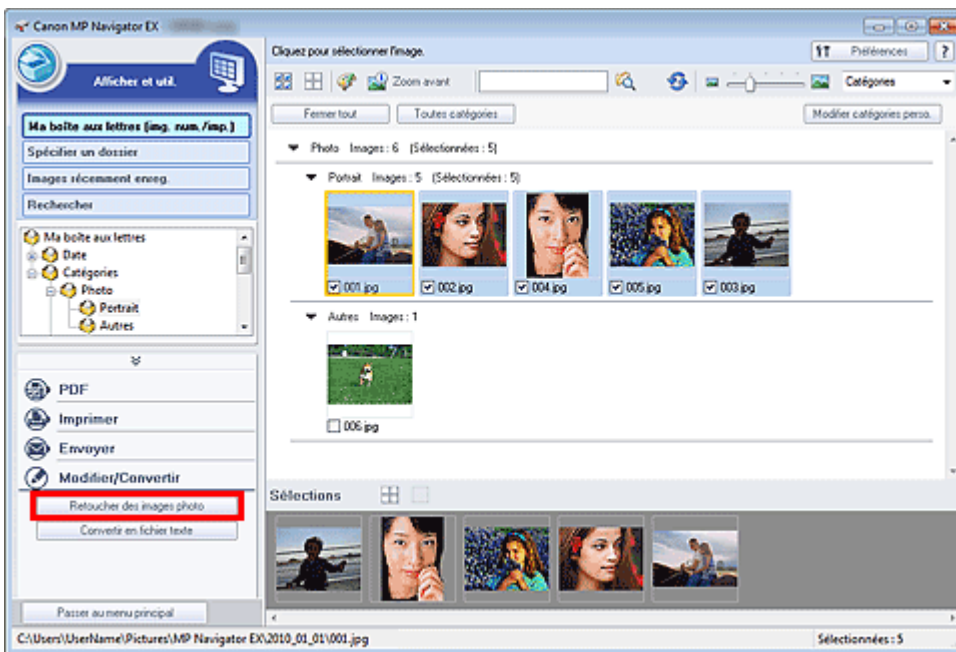 Canon MP Navigator EX
Cliquez pour sélectionner l'image.
Préférences
?
Afficher et util.
Zoom avant
Catégories
Fermer tout
Toutes catégories
Modifier catégories perso.
Ma boîte aux lettres (img. num./imp.)
Spécifier un dossier
Images récemment enreg.
Rechercher
Ma boîte aux lettres
Date
Catégories
Photo
Portrait
Autres
Photo Images : 6 (Sélectionnées : 5)
Portrait Images : 5 (Sélectionnées : 5)
001.jpg
002.jpg
004.jpg
005.jpg
003.jpg
Autres Images : 1
006.jpg
PDF
Imprimer
Envoyer
Modifier/Convertir
Retoucher des images photo
Convertir en fichier texte
Sélections
Passer au menu principal
C:\Users\UserName\Pictures\MP Navigator EX\2010_01_01\001.jpg
Sélectionnées : 5